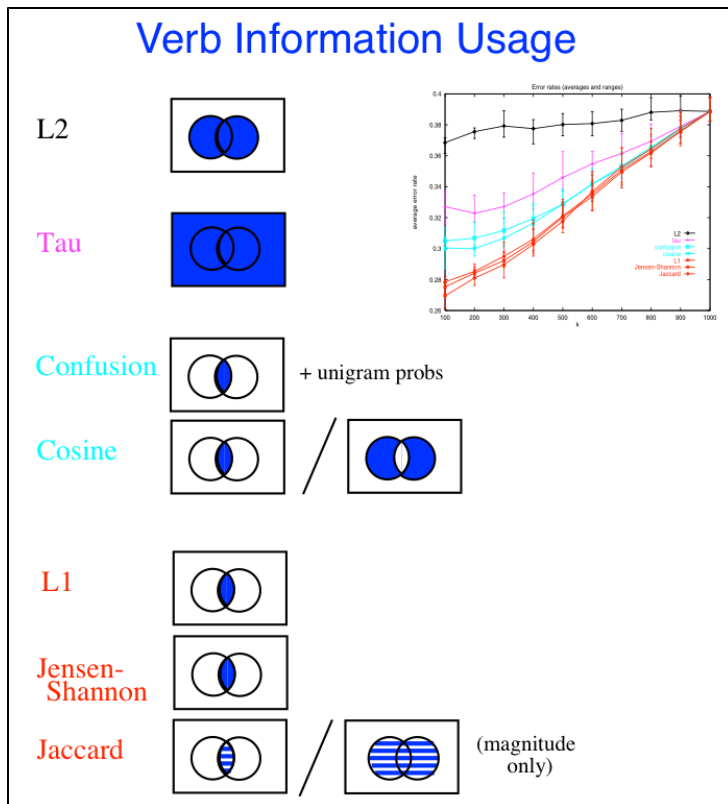 Verb Information Usage
L2
Tau
Confusion
+ unigram probs
Cosine
L1
Jensen-
Shannon
Jaccard
(magnitude
only)
Error rates (averages and ranges)
average error rate
0.4
0.38
0.36
0.34
0.32
0.3
0.28
0.26
100 200 300 400 500 600 700 800 900 1000
k
L2
tau
confusion
cosine
L1
Jensen-Shannon
Jaccard